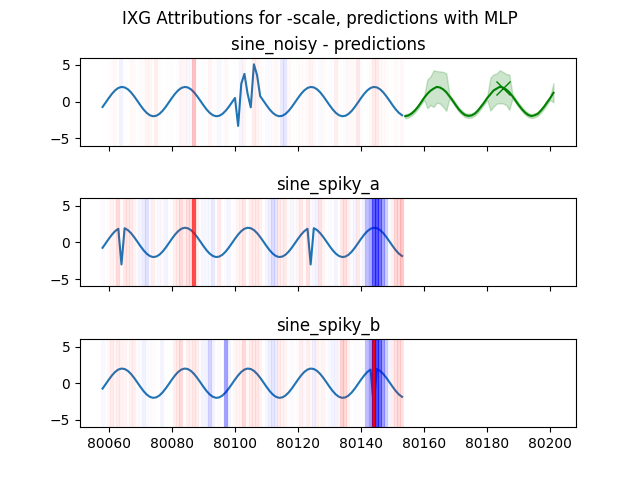 IXG Attributions for -scale, predictions with MLP
sine_noisy - predictions
5
0
−5
sine_spiky_a
5
0
−5
sine_spiky_b
5
0
−5
80060 80080 80100 80120 80140 80160 80180 80200